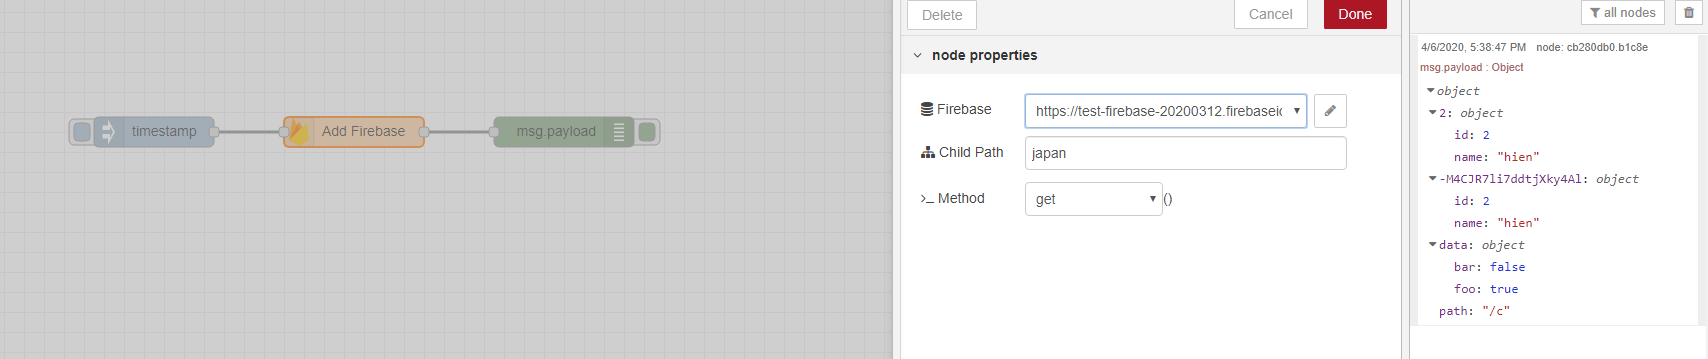 timestamp
Add Firebase
msg.payload
Delete
Cancel
Done
node properties
Firebase
https://test-firebase-20200312.firebaseic
Child Path
japan
Method
get
()
all nodes
4/6/2020, 5:38:47 PM node: cb280db0.b1c8e
msg.payload : Object
object
2: object
id: 2
name: "hien"
-M4CJR7li7ddtjXky4Al: object
id: 2
name: "hien"
data: object
bar: false
foo: true
path: "/c"